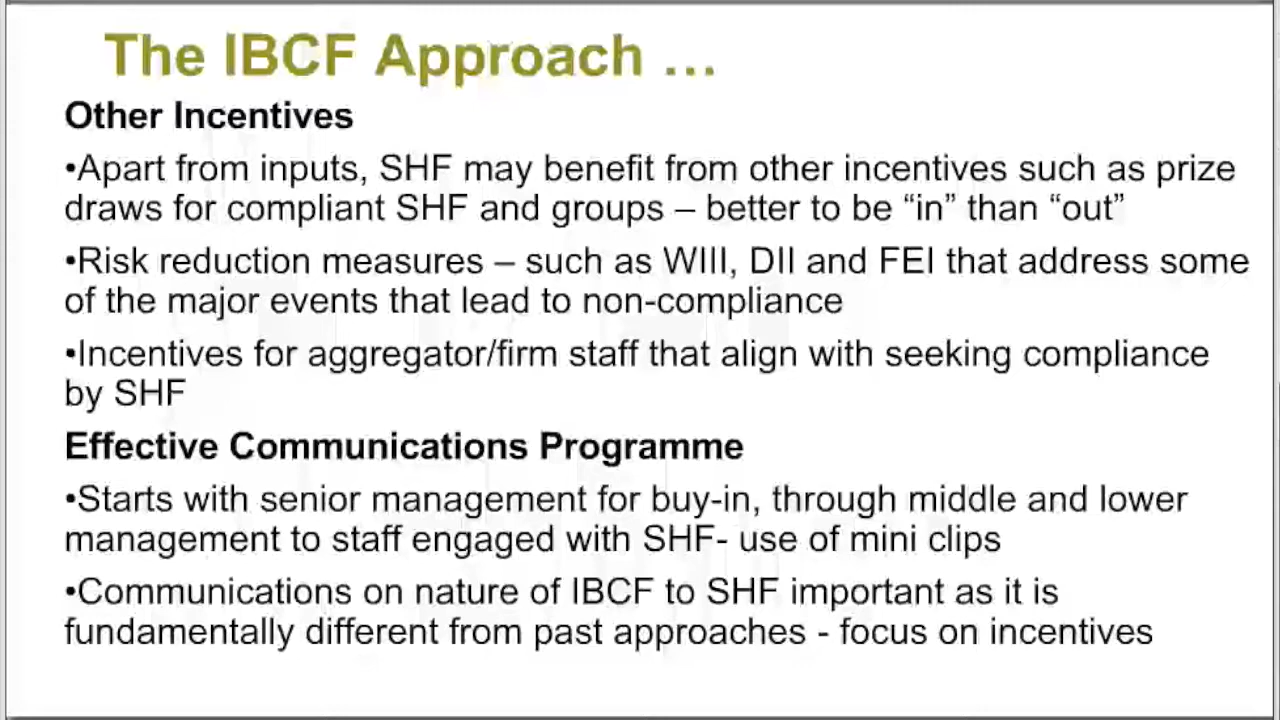 The IBCF Approach …
Other Incentives
•Apart from inputs, SHF may benefit from other incentives such as prize
draws for compliant SHF and groups – better to be “in” than “out”
•Risk reduction measures – such as WIII, DII and FEI that address some
of the major events that lead to non-compliance
•Incentives for aggregator/firm staff that align with seeking compliance
by SHF
Effective Communications Programme
•Starts with senior management for buy-in, through middle and lower
management to staff engaged with SHF- use of mini clips
•Communications on nature of IBCF to SHF important as it is
fundamentally different from past approaches - focus on incentives